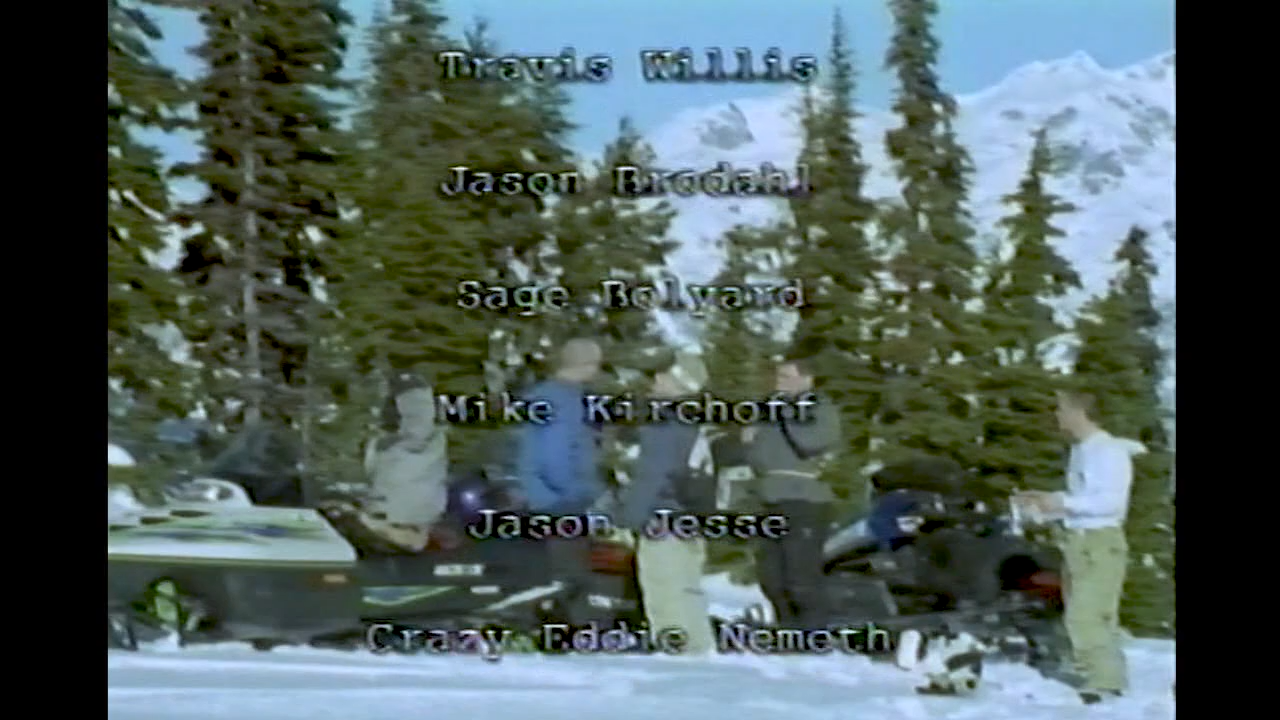 Travis Willis
Jason Brodahl
Sage Bolyard
Mike Kirchoff
Jason Jesse
Crazy Eddie Nemeth